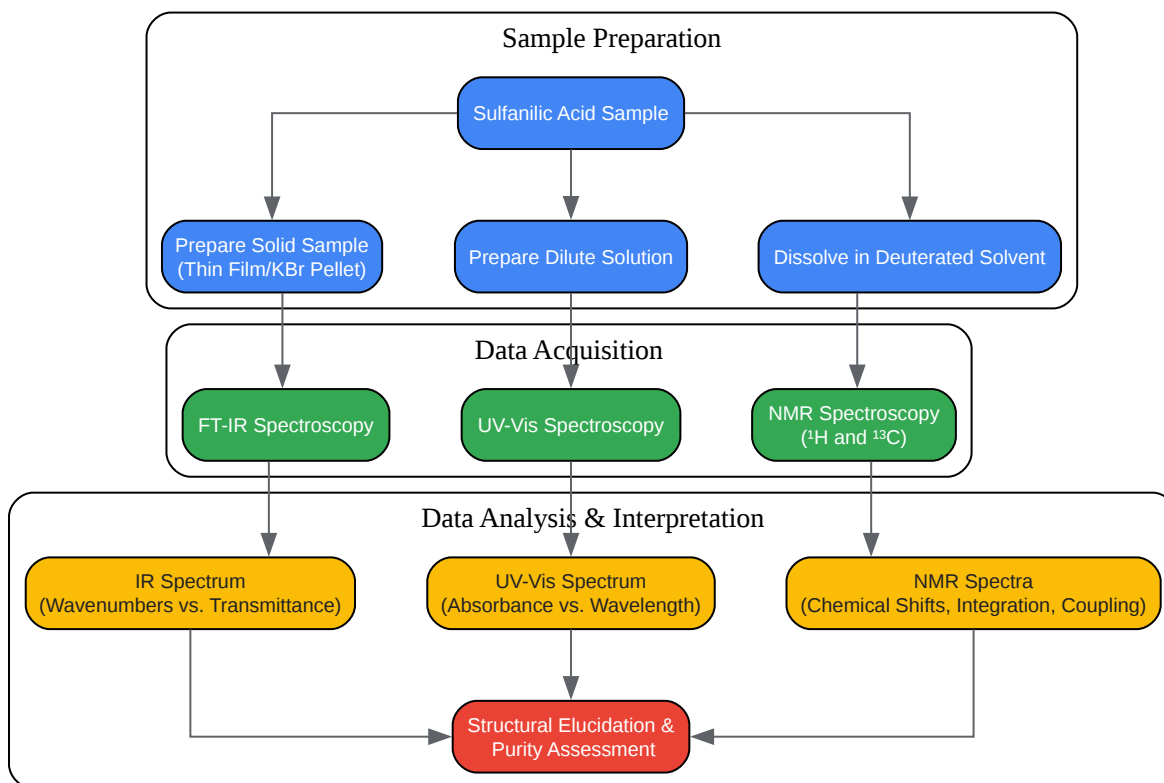 Sample Preparation
Sulfanilic Acid Sample
Prepare Solid Sample
(Thin Film/KBr Pellet)
Prepare Dilute Solution
Dissolve in Deuterated Solvent
Data Acquisition
FT-IR Spectroscopy
UV-Vis Spectroscopy
NMR Spectroscopy
(¹H and ¹³C)
Data Analysis & Interpretation
IR Spectrum
(Wavenumbers vs. Transmittance)
UV-Vis Spectrum
(Absorbance vs. Wavelength)
NMR Spectra
(Chemical Shifts, Integration, Coupling)
Structural Elucidation &
Purity Assessment